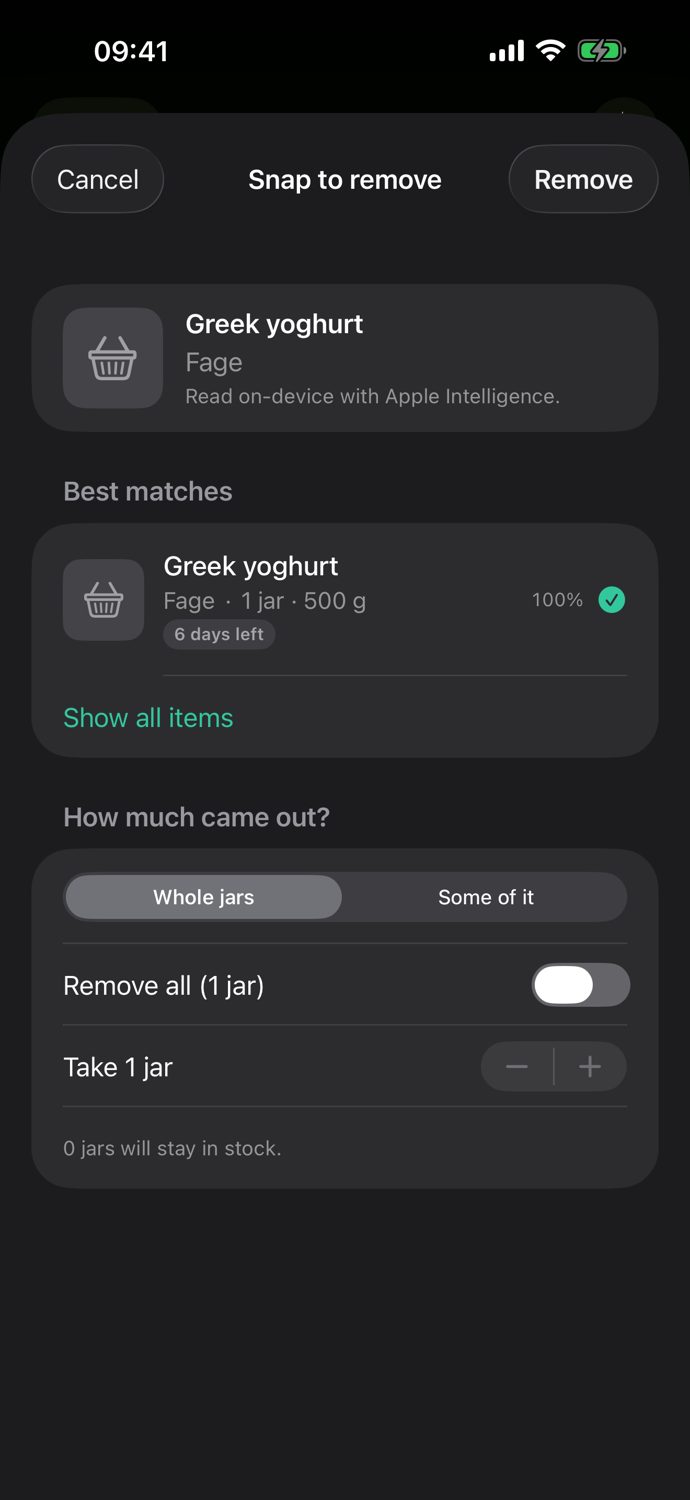 09:41
Cancel
Snap to remove
Remove
Greek yoghurt
Fage
Read on-device with Apple Intelligence.
Best matches
Greek yoghurt
Fage · 1 jar · 500 g
100%
6 days left
Show all items
How much came out?
Whole jars
Some of it
Remove all (1 jar)
Take 1 jar
0 jars will stay in stock.